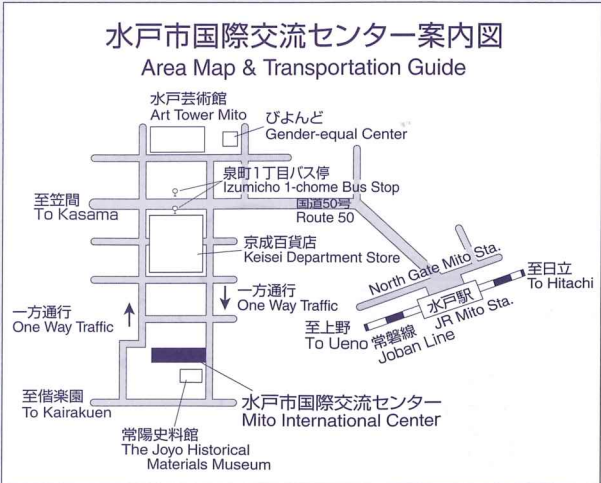 水戸市国際交流センター案内図
Area Map & Transportation Guide
水戸芸術館
Art Tower Mito
びよんど
Gender-equal Center
泉町1丁目バス停
Izumicho 1-chome Bus Stop
国道50号
Route 50
至笠間
To Kasama
京成百貨店
Keisei Department Store
North Gate Mito Sta.
至日立
To Hitachi
水戸駅
JR Mito Sta.
一方通行
One Way Traffic
一方通行
One Way Traffic
至上野
To Ueno
常磐線
Joban Line
至偕楽園
To Kairakuen
水戸市国際交流センター
Mito International Center
常陽史料館
The Joyo Historical
Materials Museum